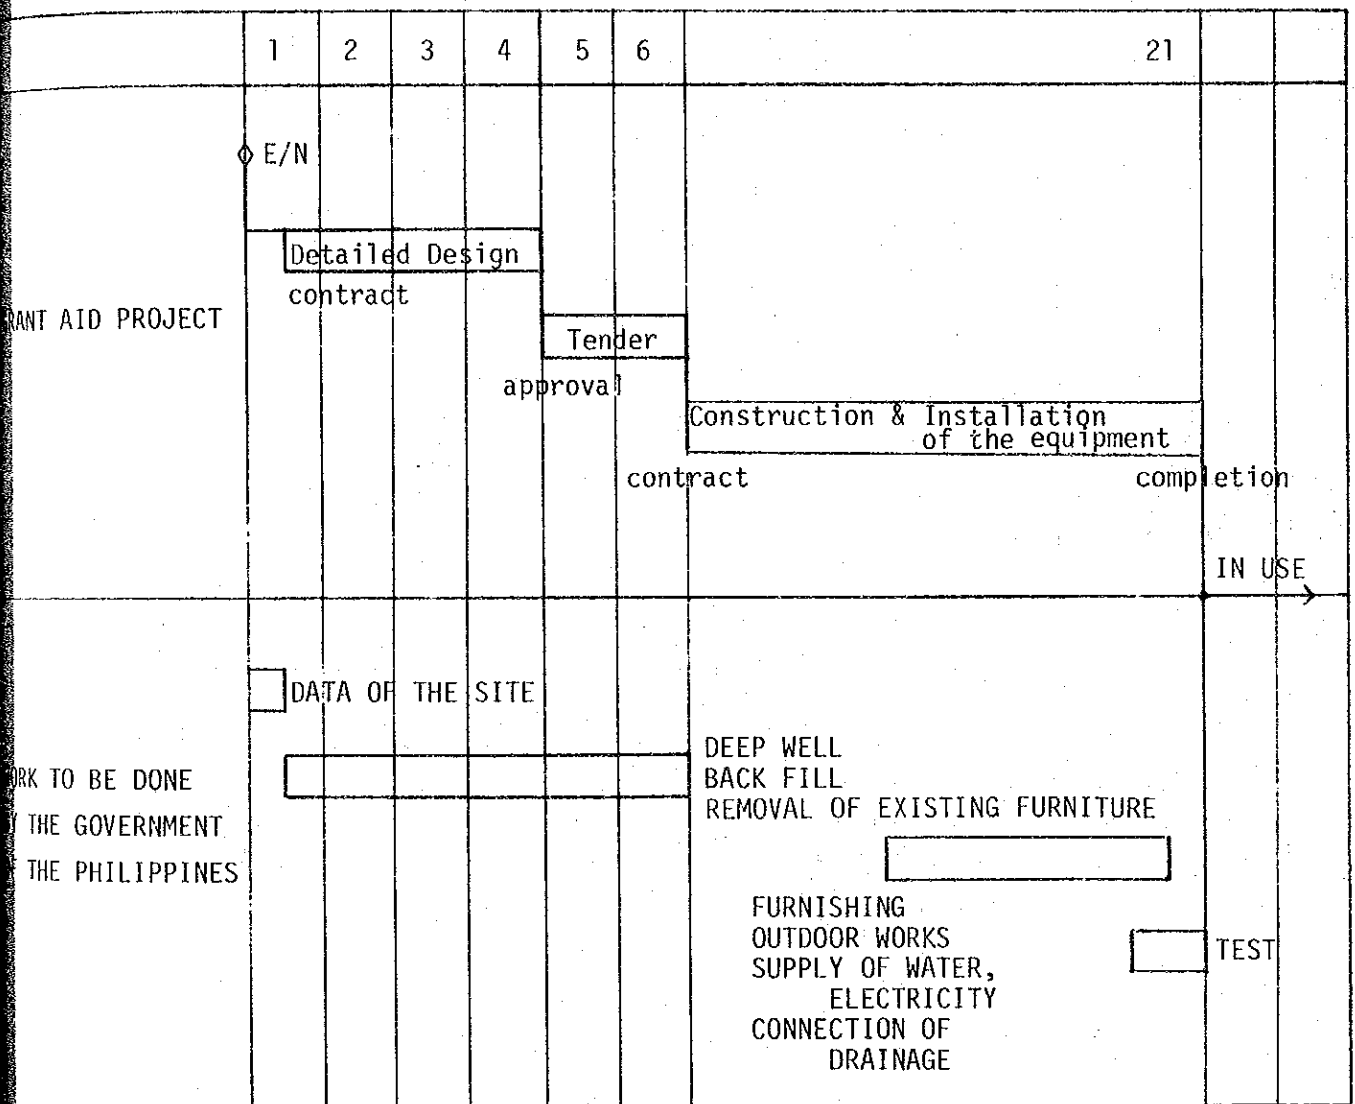 1 2 3 4 5 6 21
E/N
Detailed Design
contract
RANT AID PROJECT
Tender
approval
Construction & Installation
of the equipment
contract
completion
IN USE
DATA OF THE SITE
DEEP WELL
ORK TO BE DONE
BACK FILL
REMOVAL OF EXISTING FURNITURE
Y THE GOVERNMENT
THE PHILIPPINES
FURNISHING
OUTDOOR WORKS
TEST
SUPPLY OF WATER,
ELECTRICITY
CONNECTION OF
DRAINAGE